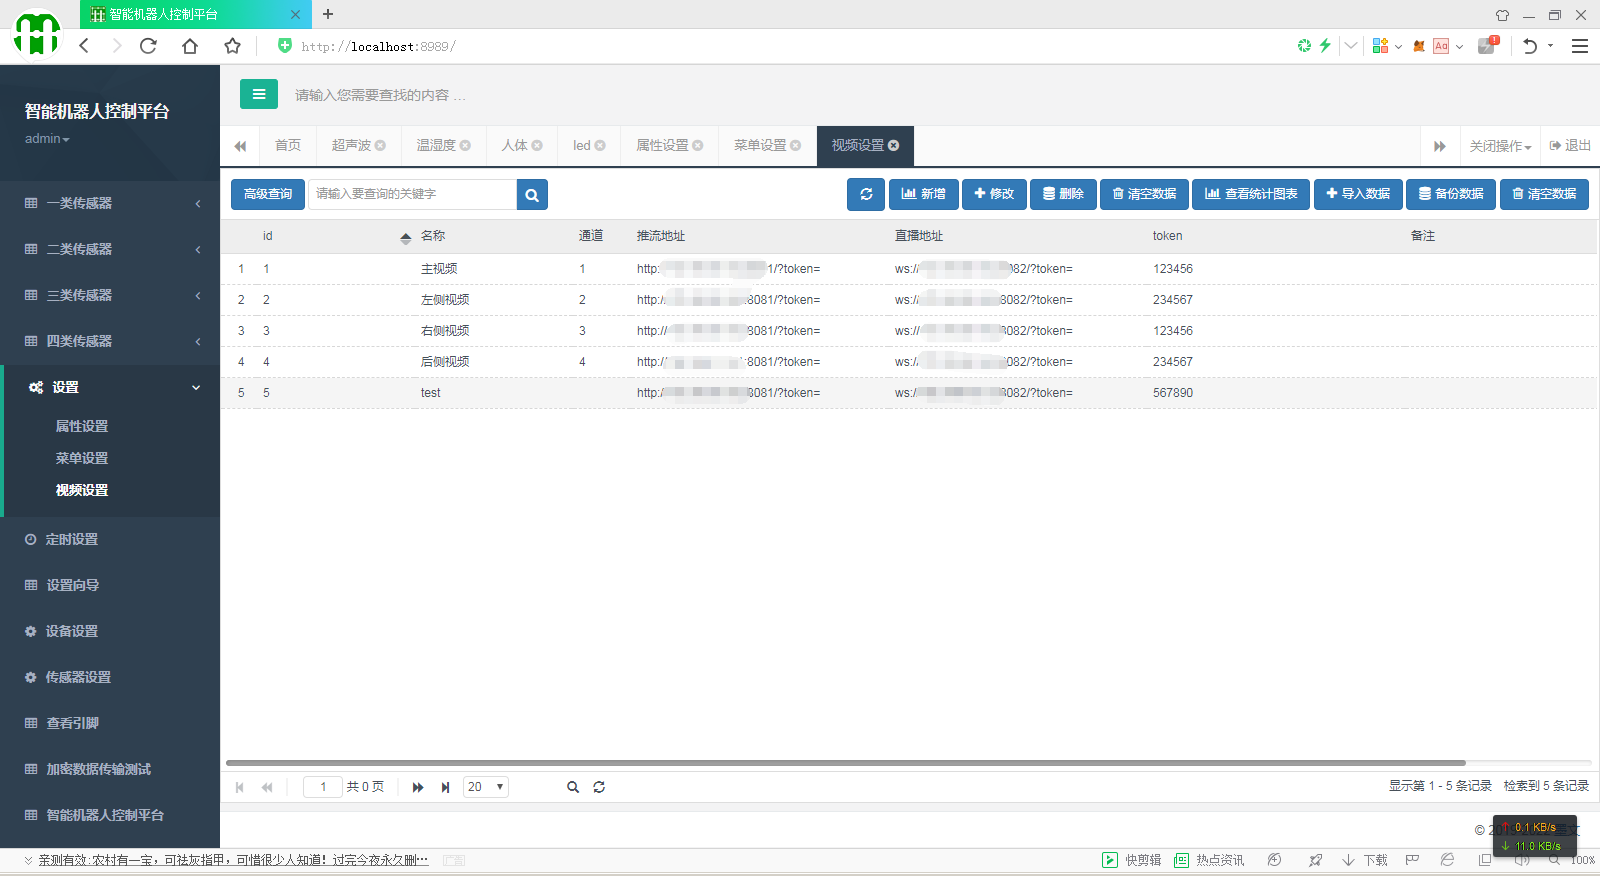 智能机器人控制平台
http://localhost:8989/
智能机器人控制平台
admin
请输入您需要查找的内容 …
首页 超声波 温湿度 人体 led 属性设置 菜单设置 视频设置 关闭操作 退出
高级查询 请输入要查询的关键字 新增 修改 删除 清空数据 查看统计图表 导入数据 备份数据 清空数据
id 名称 通道 推流地址 直播地址 token 备注
1 1 主视频 1 http: 1/?token= ws:// 082/?token= 123456
2 2 左侧视频 2 http:/ :8081/?token= ws:// 8082/?token= 234567
3 3 右侧视频 3 http:// 8081/?token= ws:// 8082/?token= 123456
4 4 后侧视频 4 http:// :8081/?token= ws:/ 8082/?token= 234567
5 5 test http:/ 8081/?token= ws:// 8082/?token= 567890
一类传感器
二类传感器
三类传感器
四类传感器
设置
属性设置
菜单设置
视频设置
定时设置
设置向导
设备设置
传感器设置
查看引脚
加密数据传输测试
智能机器人控制平台
1 共 0 页 20 显示第 1 - 5 条记录 检索到 5 条记录
0.1 KB/s
11.0 KB/s
亲测有效:农村有一宝，可祛灰指甲，可惜很少人知道！过完今夜永久删… 广告 快剪辑 热点资讯 下载 100%